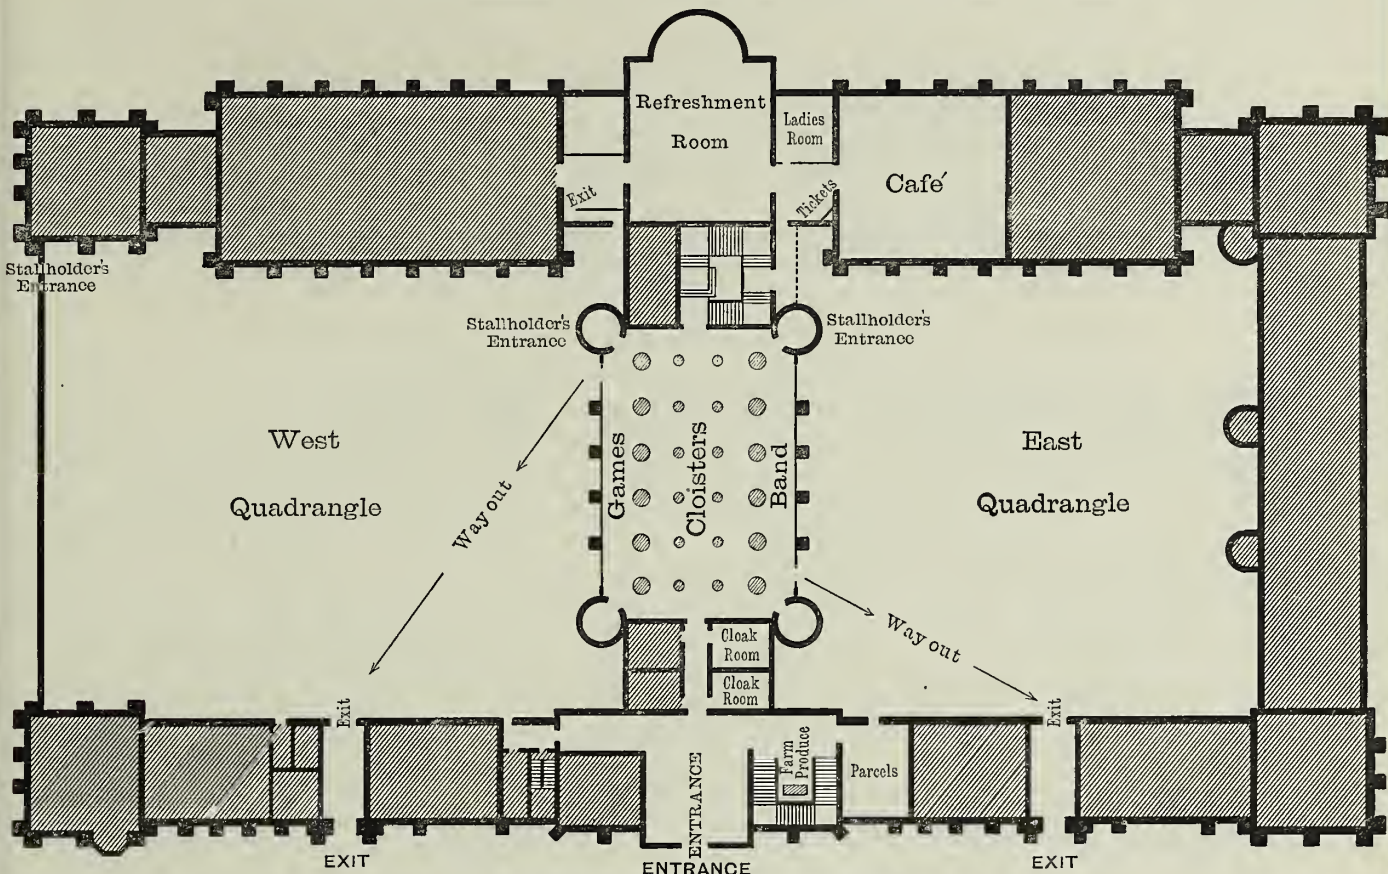 Refreshment
Room
Ladies
Room
Exit
Tickets
Café
Stallholder's
Entrance
Stallholder's
Entrance
Stallholder's
Entrance
West
Quadrangle
Way out
Games
Cloisters
Band
East
Quadrangle
Way out
Cloak
Room
Cloak
Room
Exit
Exit
ENTRANCE
Farm
Produce
Parcels
EXIT
ENTRANCE
EXIT